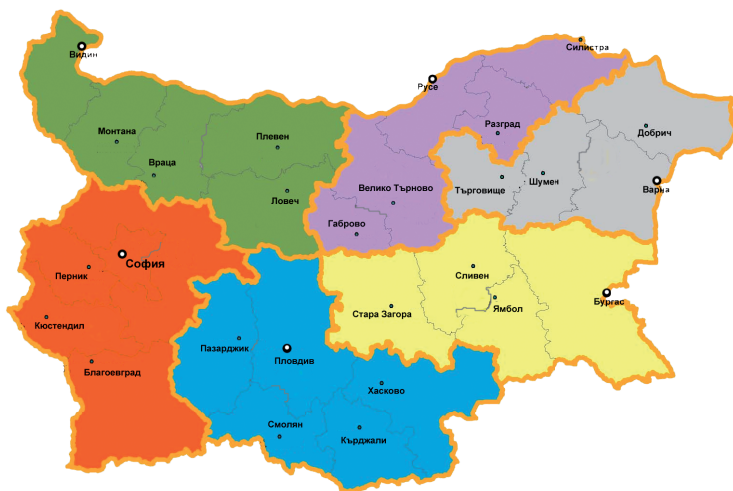 Силистра
Видин
Русе
Разград
Добрич
Монтана
Плевен
Враца
Търговище
Шумен
Варна
Ловеч
Велико Търново
Габрово
София
Перник
Сливен
Стара Загора
Ямбол
Бургас
Кюстендил
Пазарджик
Пловдив
Благоевград
Хасково
Смолян
Кърджали